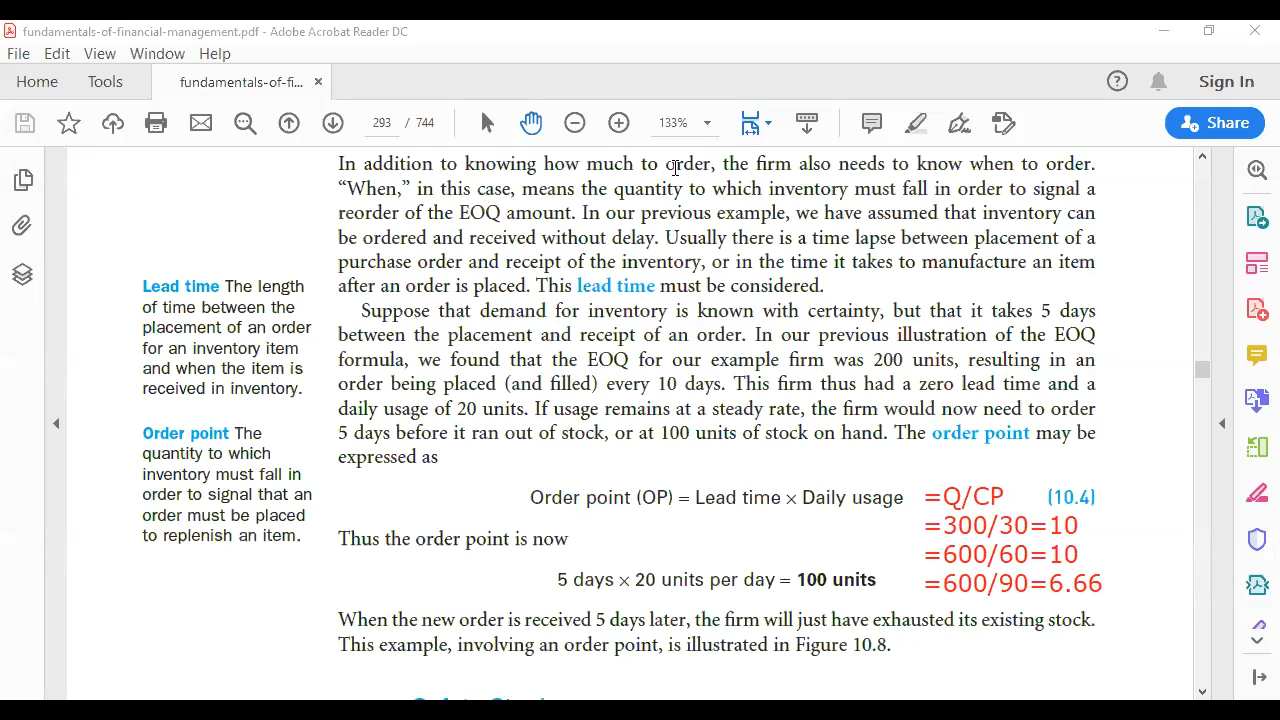 fundamentals-of-financial-management.pdf - Adobe Acrobat Reader DC
File Edit View Window Help
Home Tools fundamentals-of-fi... × Sign In
293 / 744 133% Share
In addition to knowing how much to order, the firm also needs to know when to order.
“When,” in this case, means the quantity to which inventory must fall in order to signal a
reorder of the EOQ amount. In our previous example, we have assumed that inventory can
be ordered and received without delay. Usually there is a time lapse between placement of a
purchase order and receipt of the inventory, or in the time it takes to manufacture an item
after an order is placed. This lead time must be considered.
Lead time The length
of time between the
placement of an order
for an inventory item
and when the item is
received in inventory.
Suppose that demand for inventory is known with certainty, but that it takes 5 days
between the placement and receipt of an order. In our previous illustration of the EOQ
formula, we found that the EOQ for our example firm was 200 units, resulting in an
order being placed (and filled) every 10 days. This firm thus had a zero lead time and a
daily usage of 20 units. If usage remains at a steady rate, the firm would now need to order
5 days before it ran out of stock, or at 100 units of stock on hand. The order point may be
expressed as
Order point The
quantity to which
inventory must fall in
order to signal that an
order must be placed
to replenish an item.
Order point (OP) = Lead time × Daily usage =Q/CP (10.4)
=300/30=10
Thus the order point is now
=600/60=10
5 days × 20 units per day = 100 units =600/90=6.66
When the new order is received 5 days later, the firm will just have exhausted its existing stock.
This example, involving an order point, is illustrated in Figure 10.8.